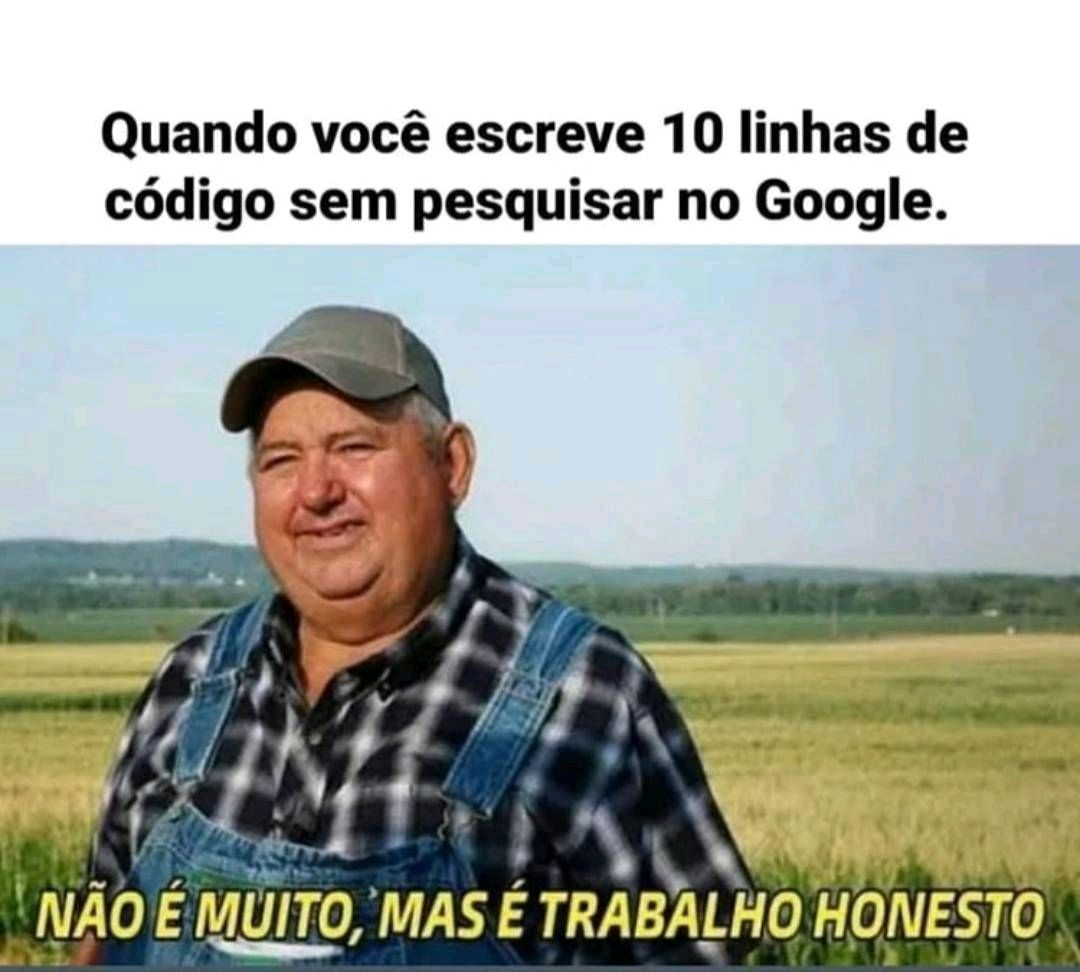 Quando você escreve 10 linhas de
código sem pesquisar no Google.
NÃO É MUITO, MAS É TRABALHO HONESTO